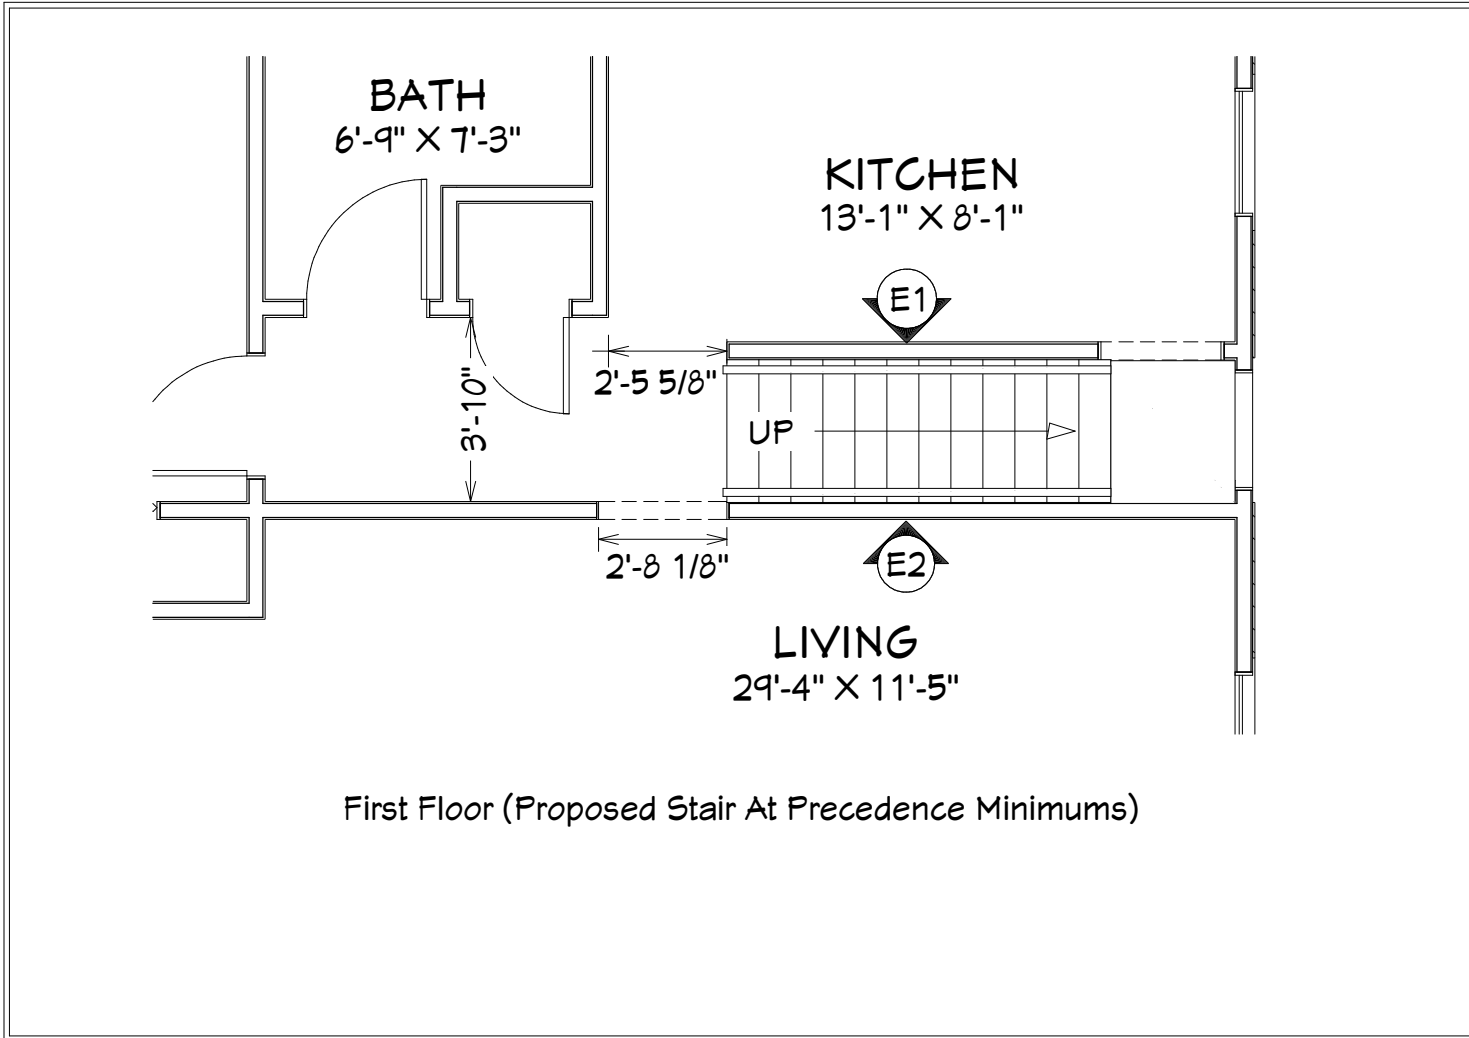 BATH
6'-9" X 7'-3"
KITCHEN
13'-1" X 8'-1"
E1
2'-5 5/8"
3'-10"
UP
2'-8 1/8"
E2
LIVING
29'-4" X 11'-5"
First Floor (Proposed Stair At Precedence Minimums)